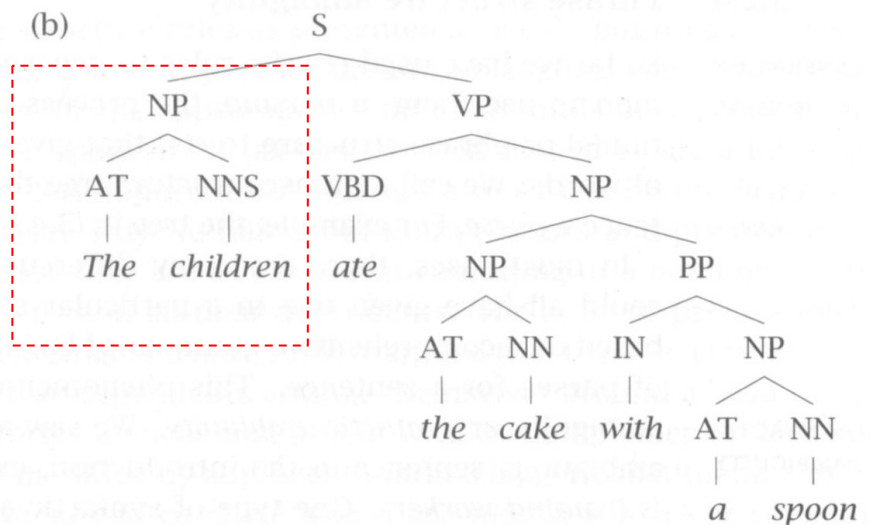 (b)
S
NP VP
AT NNS VBD NP
The children ate NP PP
AT NN IN NP
the cake with AT NN
a spoon